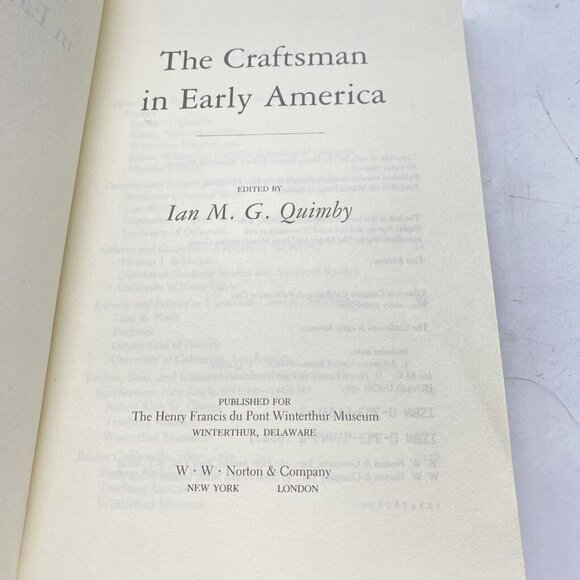 The Craftsman
in Early America
EDITED BY
Ian M. G. Quimby
PUBLISHED FOR
The Henry Francis du Pont Winterthur Museum
WINTERTHUR, DELAWARE
W · W · Norton & Company
NEW YORK LONDON